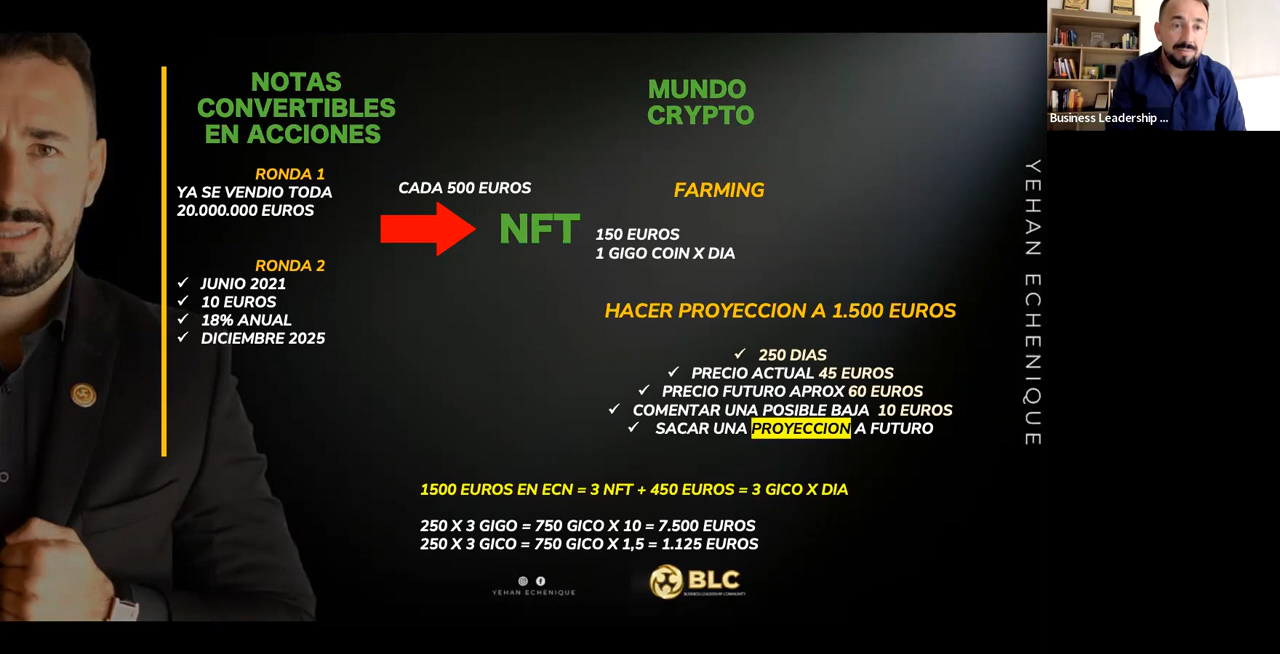 NOTAS
CONVERTIBLES
EN ACCIONES
RONDA 1
YA SE VENDIO TODA
20.000.000 EUROS
RONDA 2
✓ JUNIO 2021
✓ 10 EUROS
✓ 18% ANUAL
✓ DICIEMBRE 2025
CADA 500 EUROS
NFT
MUNDO
CRYPTO
FARMING
150 EUROS
1 GIGO COIN X DIA
HACER PROYECCION A 1.500 EUROS
✓ 250 DIAS
✓ PRECIO ACTUAL 45 EUROS
✓ PRECIO FUTURO APROX 60 EUROS
✓ COMENTAR UNA POSIBLE BAJA 10 EUROS
✓ SACAR UNA PROYECCION A FUTURO
1500 EUROS EN ECN = 3 NFT + 450 EUROS = 3 GICO X DIA
250 X 3 GIGO = 750 GICO X 10 = 7.500 EUROS
250 X 3 GICO = 750 GICO X 1,5 = 1.125 EUROS
YEHAN ECHENIQUE
BLC
BUSINESS LEADERSHIP COMMUNITY
YEHAN ECHENIQUE
Business Leadership ...